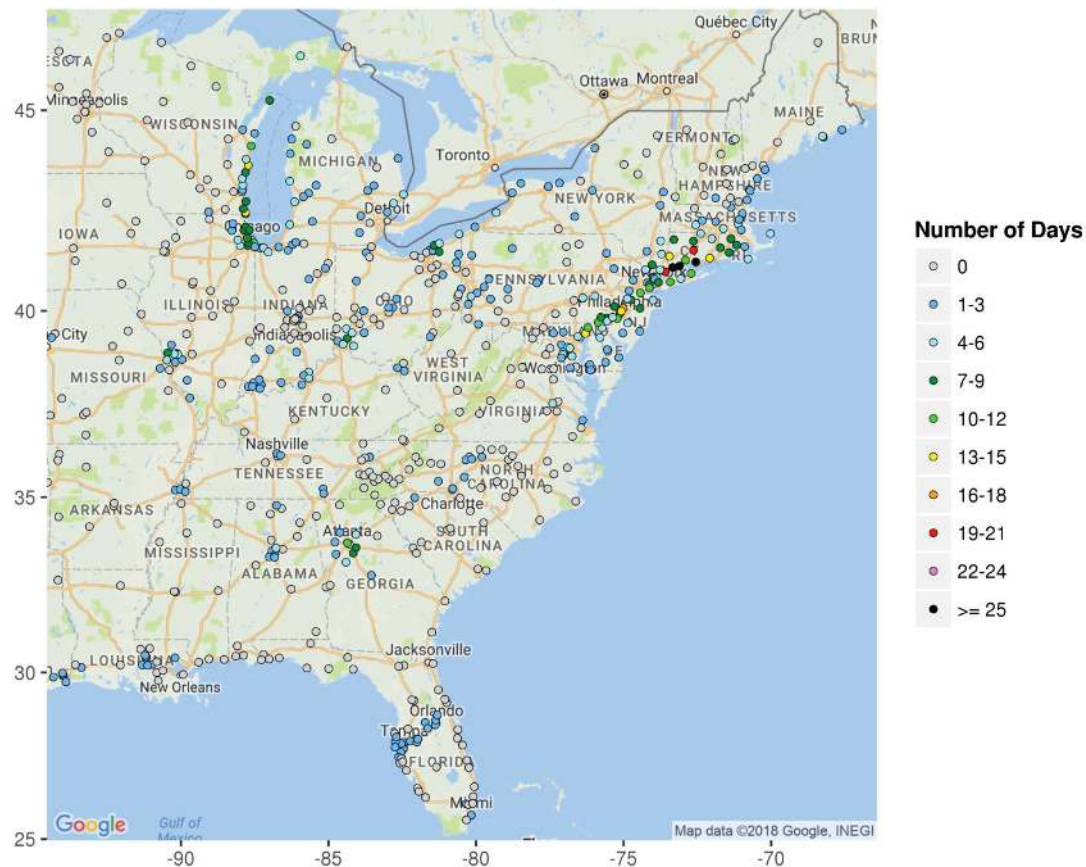 Québec City
Ottawa
Montreal
MAINE
45
Minneapolis
WISCONSIN
VERMONT
MICHIGAN
Toronto
NEW
HAMPSHIRE
NEW YORK
Detroit
MASSACHUSETTS
IOWA
PENNSYLVANIA
40
ILLINOIS
INDIANA
OHIO
Philadelphia
Indianapolis
MARYLAND
NJ
City
WEST
VIRGINIA
Washington
MISSOURI
KENTUCKY
VIRGINIA
Nashville
TENNESSEE
NORTH
CAROLINA
35
ARKANSAS
Charlotte
Atlanta
SOUTH
CAROLINA
MISSISSIPPI
ALABAMA
GEORGIA
30
LOUISIANA
Jacksonville
New Orleans
Orlando
Tampa
FLORIDA
Miami
Google
Gulf of
Mexico
Map data ©2018 Google, INEGI
25
-90
-85
-80
-75
-70
Number of Days
0
1-3
4-6
7-9
10-12
13-15
16-18
19-21
22-24
>= 25